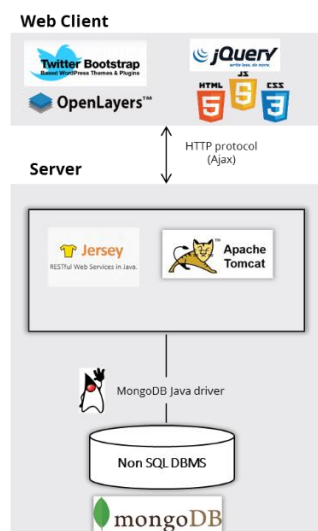 Web Client
Twitter Bootstrap
Based WordPress Themes & Plugins
jQuery
write less, do more.
OpenLayers™
HTML
JS
CSS
5
5
3
HTTP protocol
(Ajax)
Server
Jersey
RESTful Web Services in Java.
Apache
Tomcat
™
MongoDB Java driver
Non SQL DBMS
mongoDB